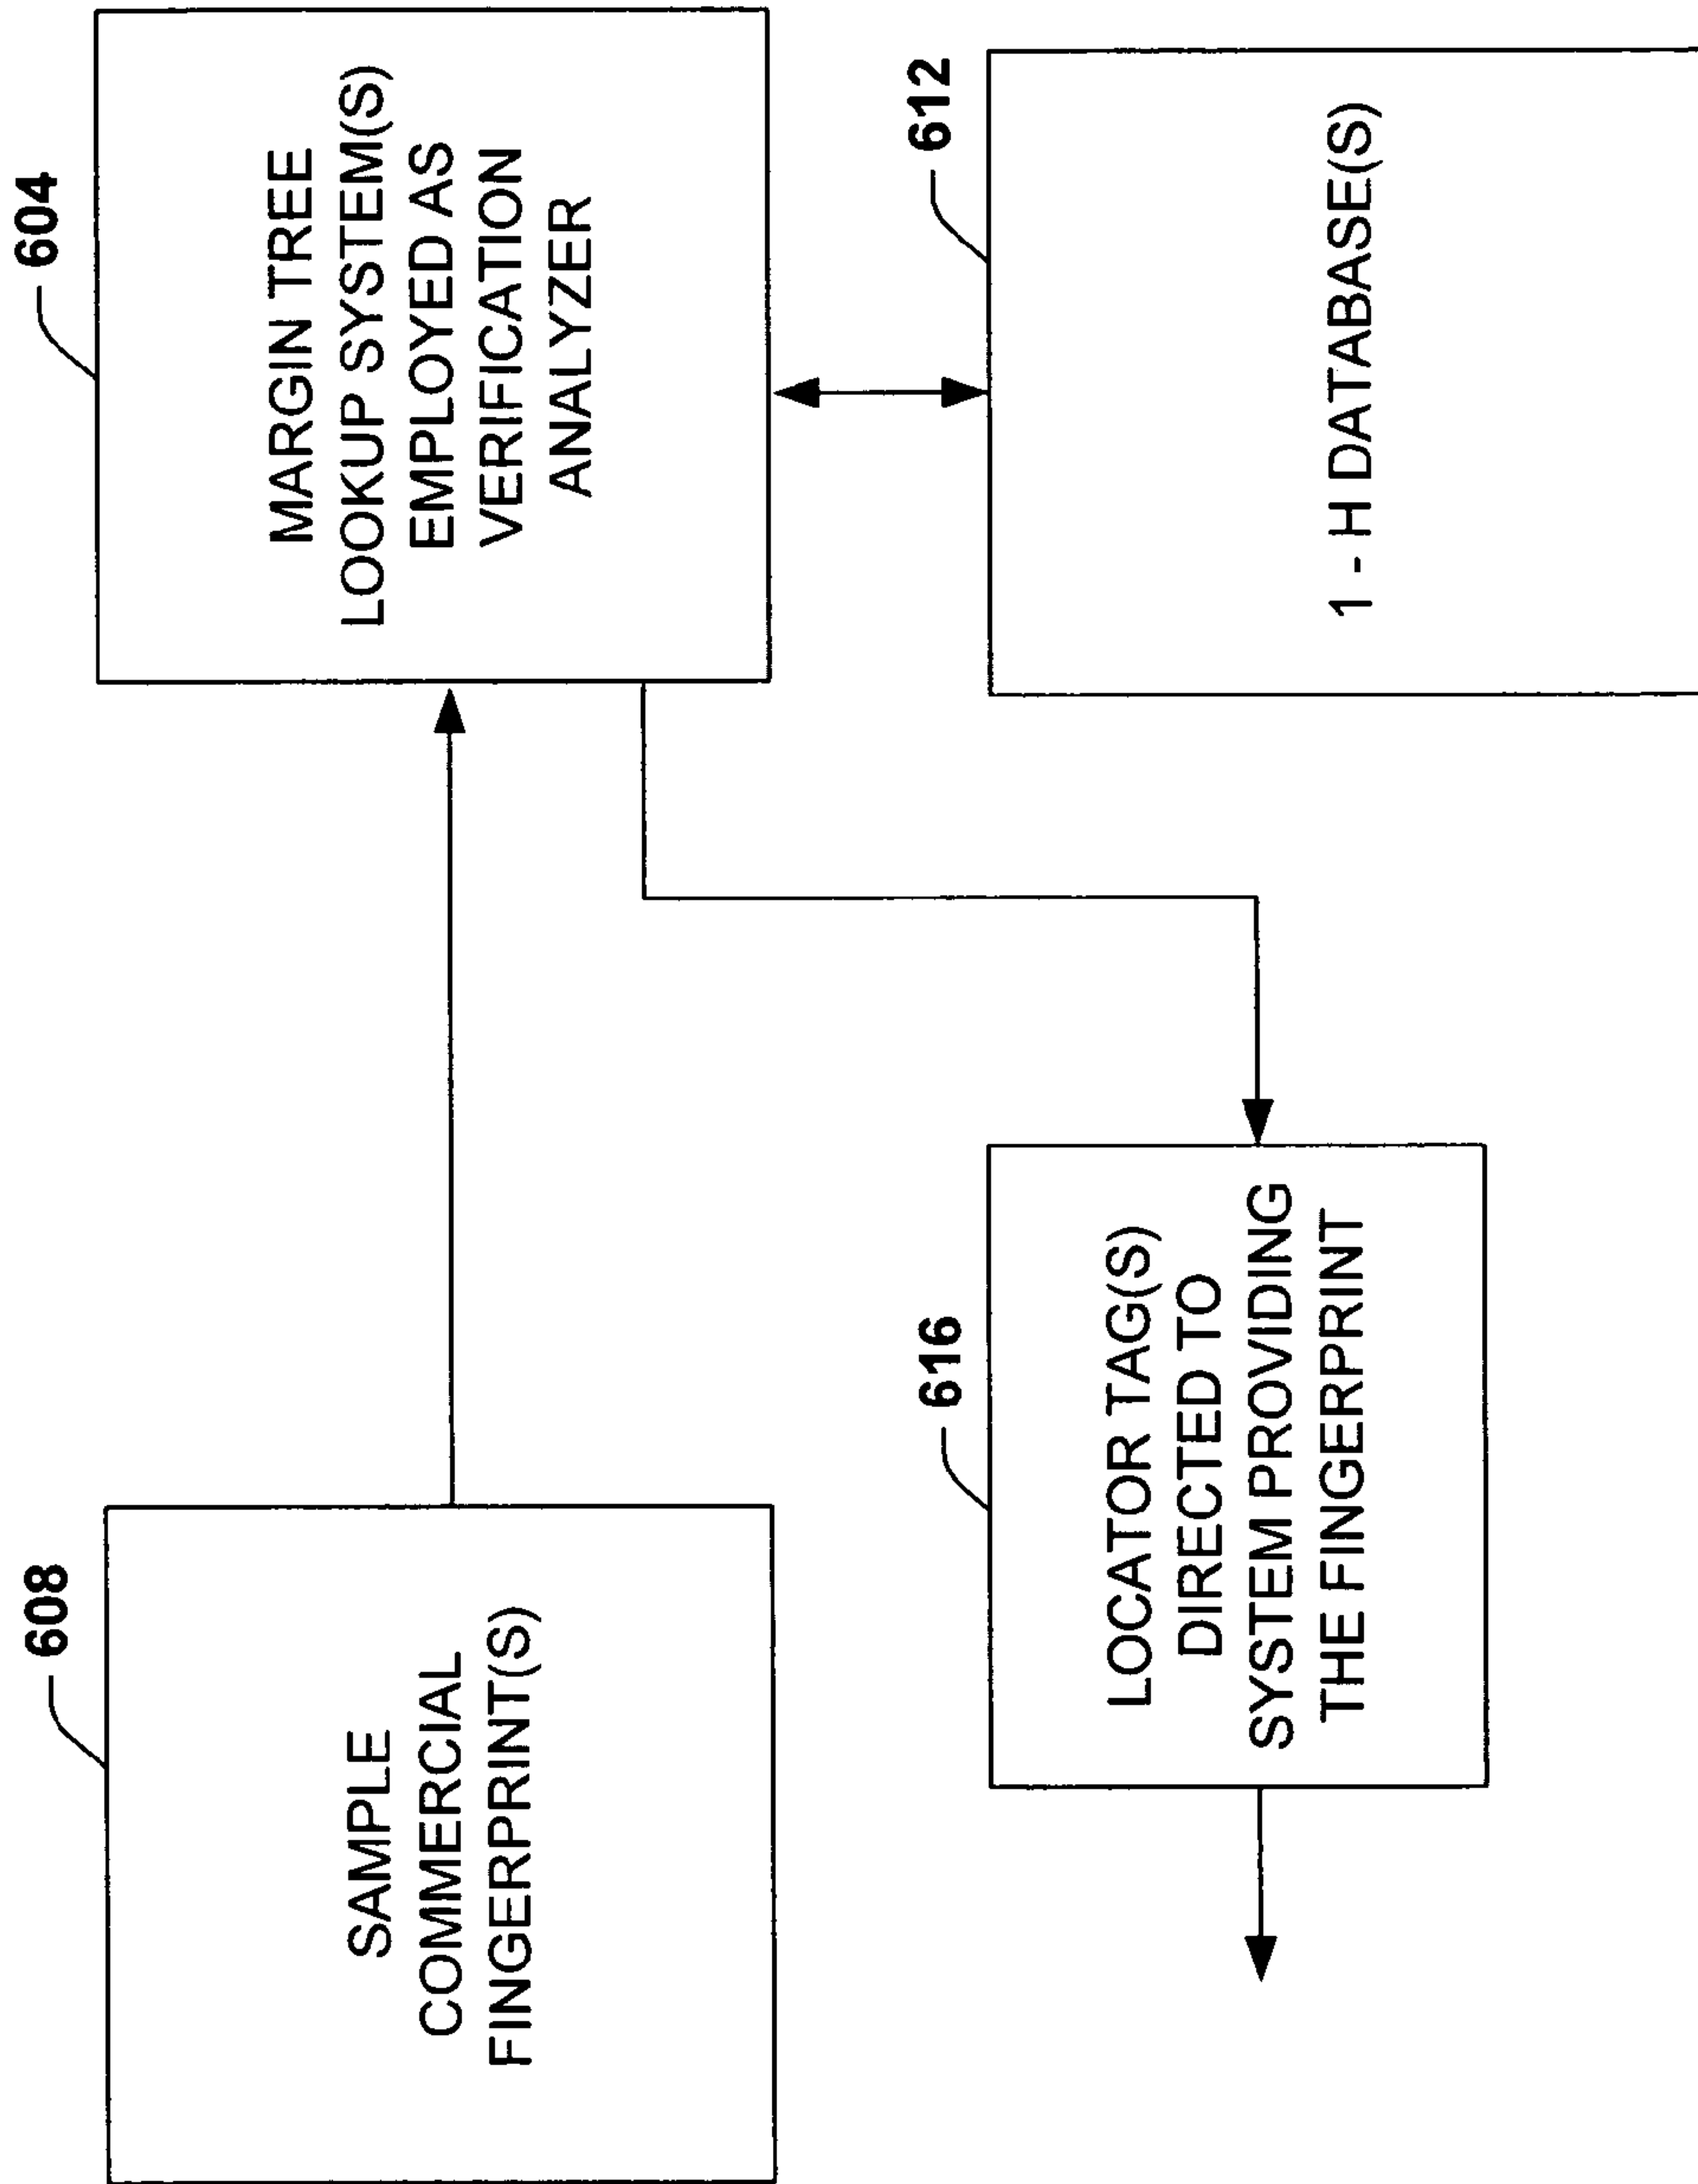 608
SAMPLE
COMMERCIAL
FINGERPRINT(S)
604
MARGIN TREE
LOOKUP SYSTEM(S)
EMPLOYED AS
VERIFICATION
ANALYZER
616
LOCATOR TAG(S)
DIRECTED TO
SYSTEM PROVIDING
THE FINGERPRINT
612
1 - H DATABASE(S)